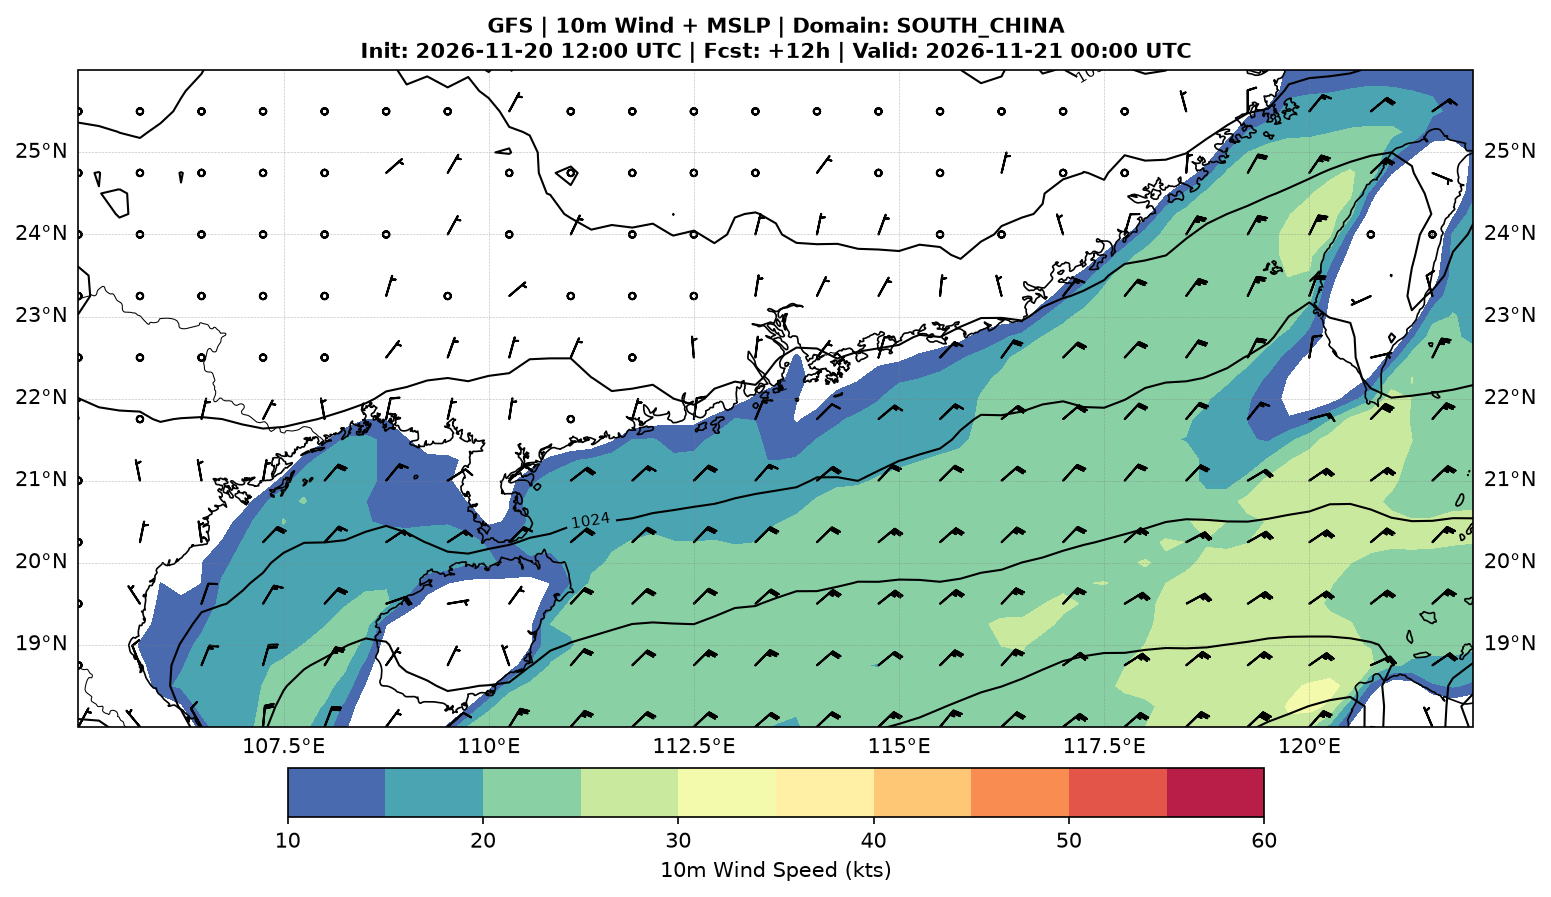 GFS | 10m Wind + MSLP | Domain: SOUTH_CHINA
Init: 2026-11-20 12:00 UTC | Fcst: +12h | Valid: 2026-11-21 00:00 UTC
25°N
25°N
24°N
24°N
23°N
23°N
22°N
22°N
21°N
21°N
1024
20°N
20°N
19°N
19°N
107.5°E
110°E
112.5°E
115°E
117.5°E
120°E
10
20
30
40
50
60
10m Wind Speed (kts)